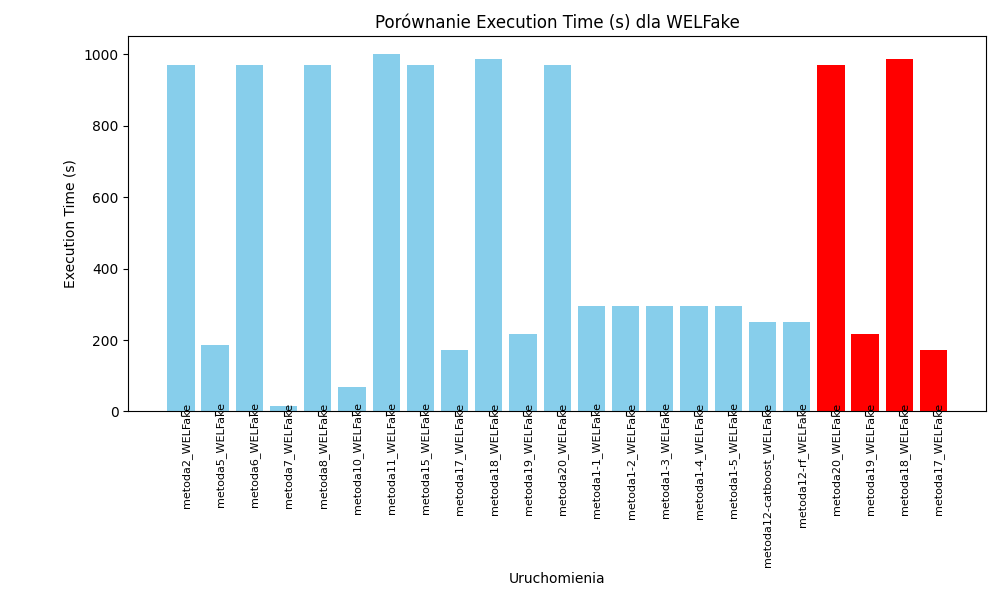 Porównanie Execution Time (s) dla WELFake
Execution Time (s)
1000
800
600
400
200
0
metoda2_WELFake
metoda5_WELFake
metoda6_WELFake
metoda7_WELFake
metoda8_WELFake
metoda10_WELFake
metoda11_WELFake
metoda15_WELFake
metoda17_WELFake
metoda18_WELFake
metoda19_WELFake
metoda20_WELFake
metoda1-1_WELFake
metoda1-2_WELFake
metoda1-3_WELFake
metoda1-4_WELFake
metoda1-5_WELFake
metoda12-catboost_WELFake
metoda12-rf_WELFake
metoda20_WELFake
metoda19_WELFake
metoda18_WELFake
metoda17_WELFake
Uruchomienia